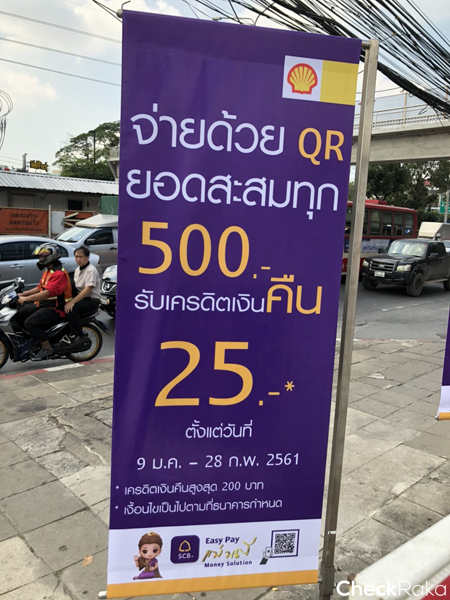 จ่ายด้วย QR
ยอดสะสมทุก
500.-
รับเครดิตเงินคืน
25.-*
ตั้งแต่วันที่
9 ม.ค. – 28 ก.พ. 2561
* เครดิตเงินคืนสูงสุด 200 บาท
* เงื่อนไขเป็นไปตามที่ธนาคารกำหนด
SCB
Easy Pay
แม่มณี
Money Solution
CheckRaka